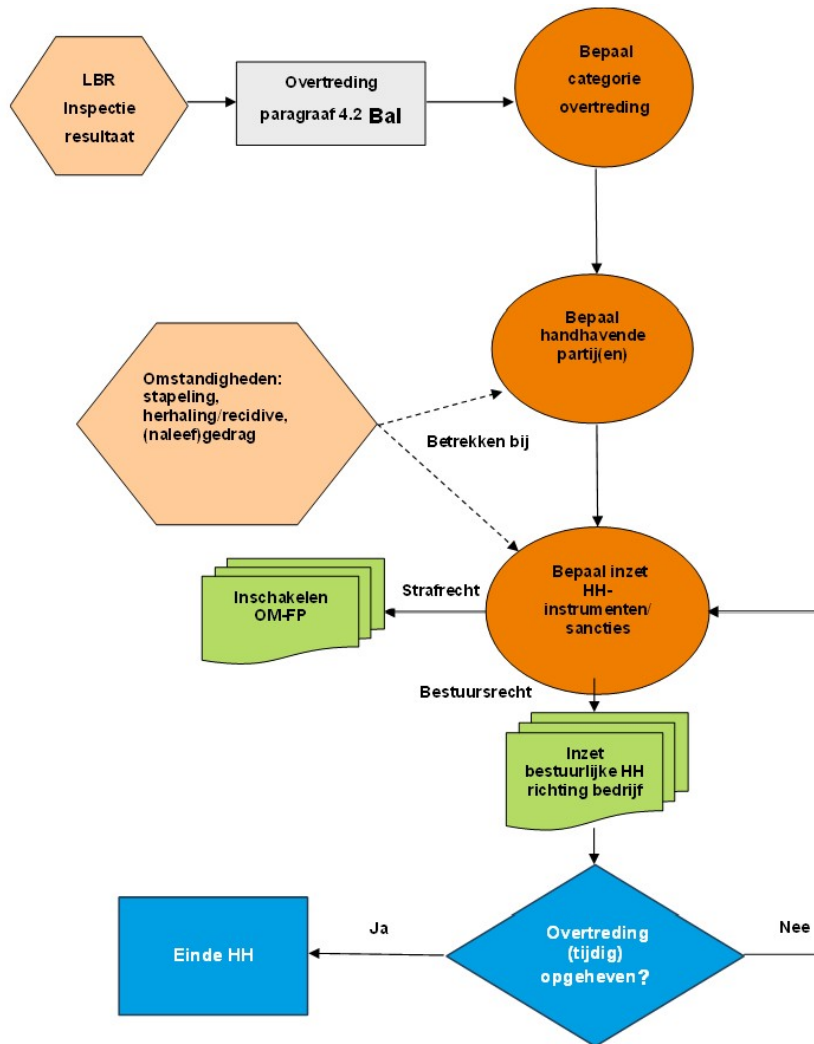 LBR
Inspectie
resultaat
Overtreding
paragraaf 4.2 Bal
Bepaal
categorie
overtreding
Bepaal
handhavende
partij(en)
Omstandigheden:
stapeling,
herhaling/recidive,
(naleef)gedrag
Betrekken bij
Inschakelen
OM-FP
Strafrecht
Bepaal inzet
HH-
instrumenten/
sancties
Bestuursrecht
Inzet
bestuurlijke HH
richting bedrijf
Einde HH
Ja
Overtreding
(tijdig)
opgeheven?
Nee